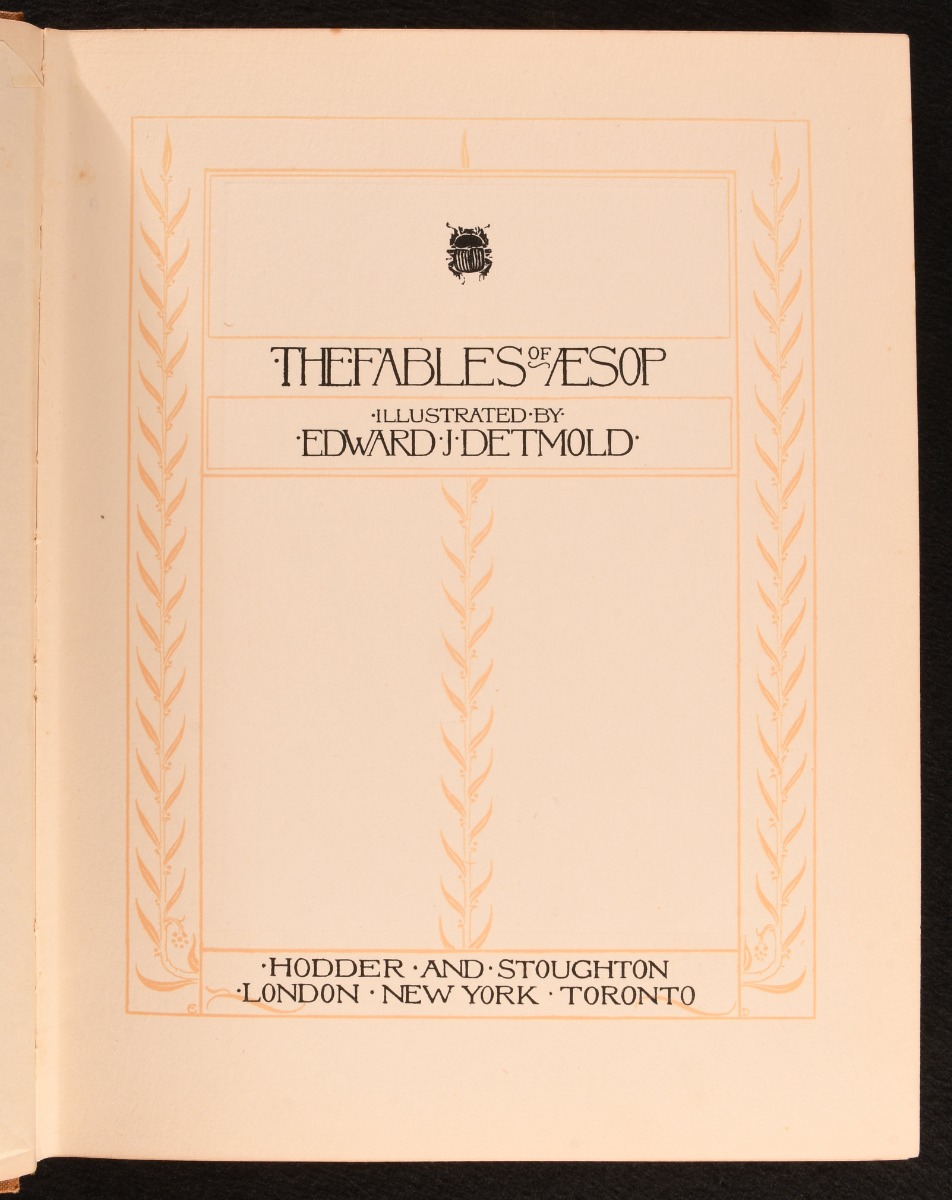 ·THE·FABLES OF ÆSOP
·ILLUSTRATED·BY·
·EDWARD·J·DETMOLD·
·HODDER·AND·STOUGHTON
·LONDON·NEW YORK·TORONTO